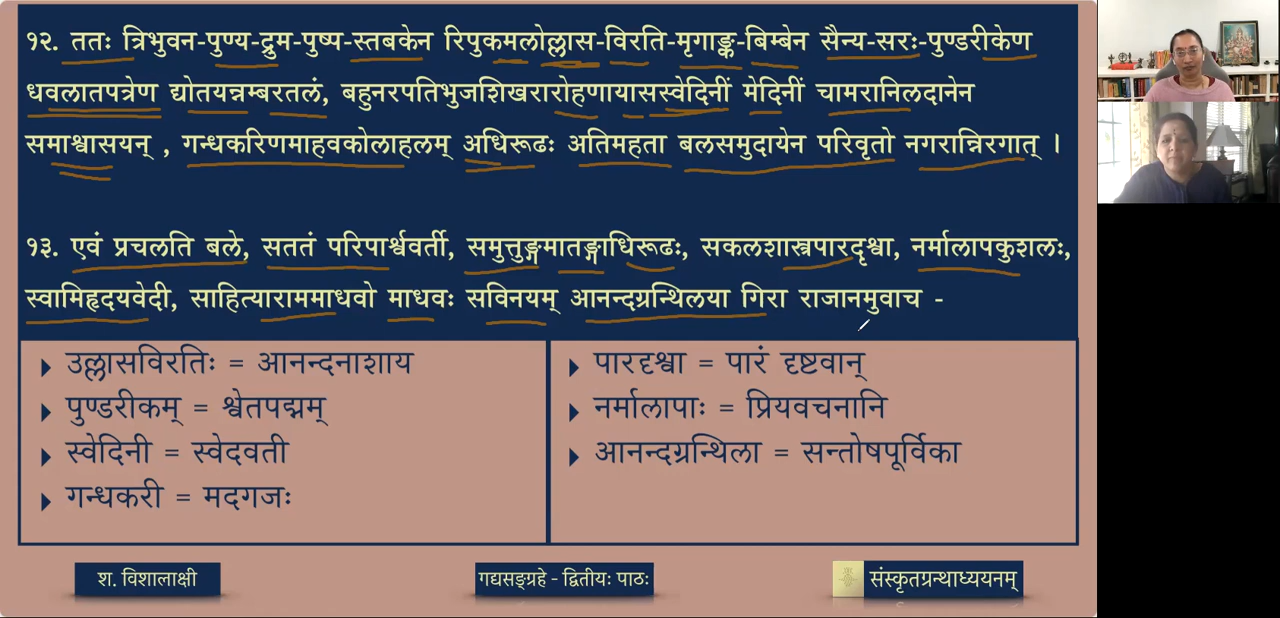 १२. ततः त्रिभुवन-पुण्य-द्रुम-पुष्प-स्तबकेन रिपुकमलोल्लास-विरति-मृगाङ्क-बिम्बेन सैन्य-सरः-पुण्डरीकेण
धवलातपत्रेण द्योतयन्नम्बरतलं, बहुनरपतिभुजशिखरारोहणायासस्वेदिनीं मेदिनीं चामरानिलदानेन
समाश्वासयन् , गन्धकरिणमाहवकोलाहलम् अधिरूढः अतिमहता बलसमुदायेन परिवृतो नगरान्निरगात् ।
१३. एवं प्रचलति बले, सततं परिपार्श्ववर्ती, समुत्तुङ्गमातङ्गाधिरूढः, सकलशास्त्रपारदृश्वा, नर्मालापकुशलः,
स्वामिहृदयवेदी, साहित्याराममाधवो माधवः सविनयम् आनन्दग्रन्थिलया गिरा राजानमुवाच -
उल्लासविरतिः = आनन्दनाशाय
पुण्डरीकम् = श्वेतपद्मम्
स्वेदिनी = स्वेदवती
गन्धकरी = मदगजः
पारदृश्वा = पारं दृष्टवान्
नर्मालापाः = प्रियवचनानि
आनन्दग्रन्थिला = सन्तोषपूर्विका
श. विशालाक्षी
गद्यसङ्ग्रहे - द्वितीयः पाठः
संस्कृतग्रन्थाध्ययनम्